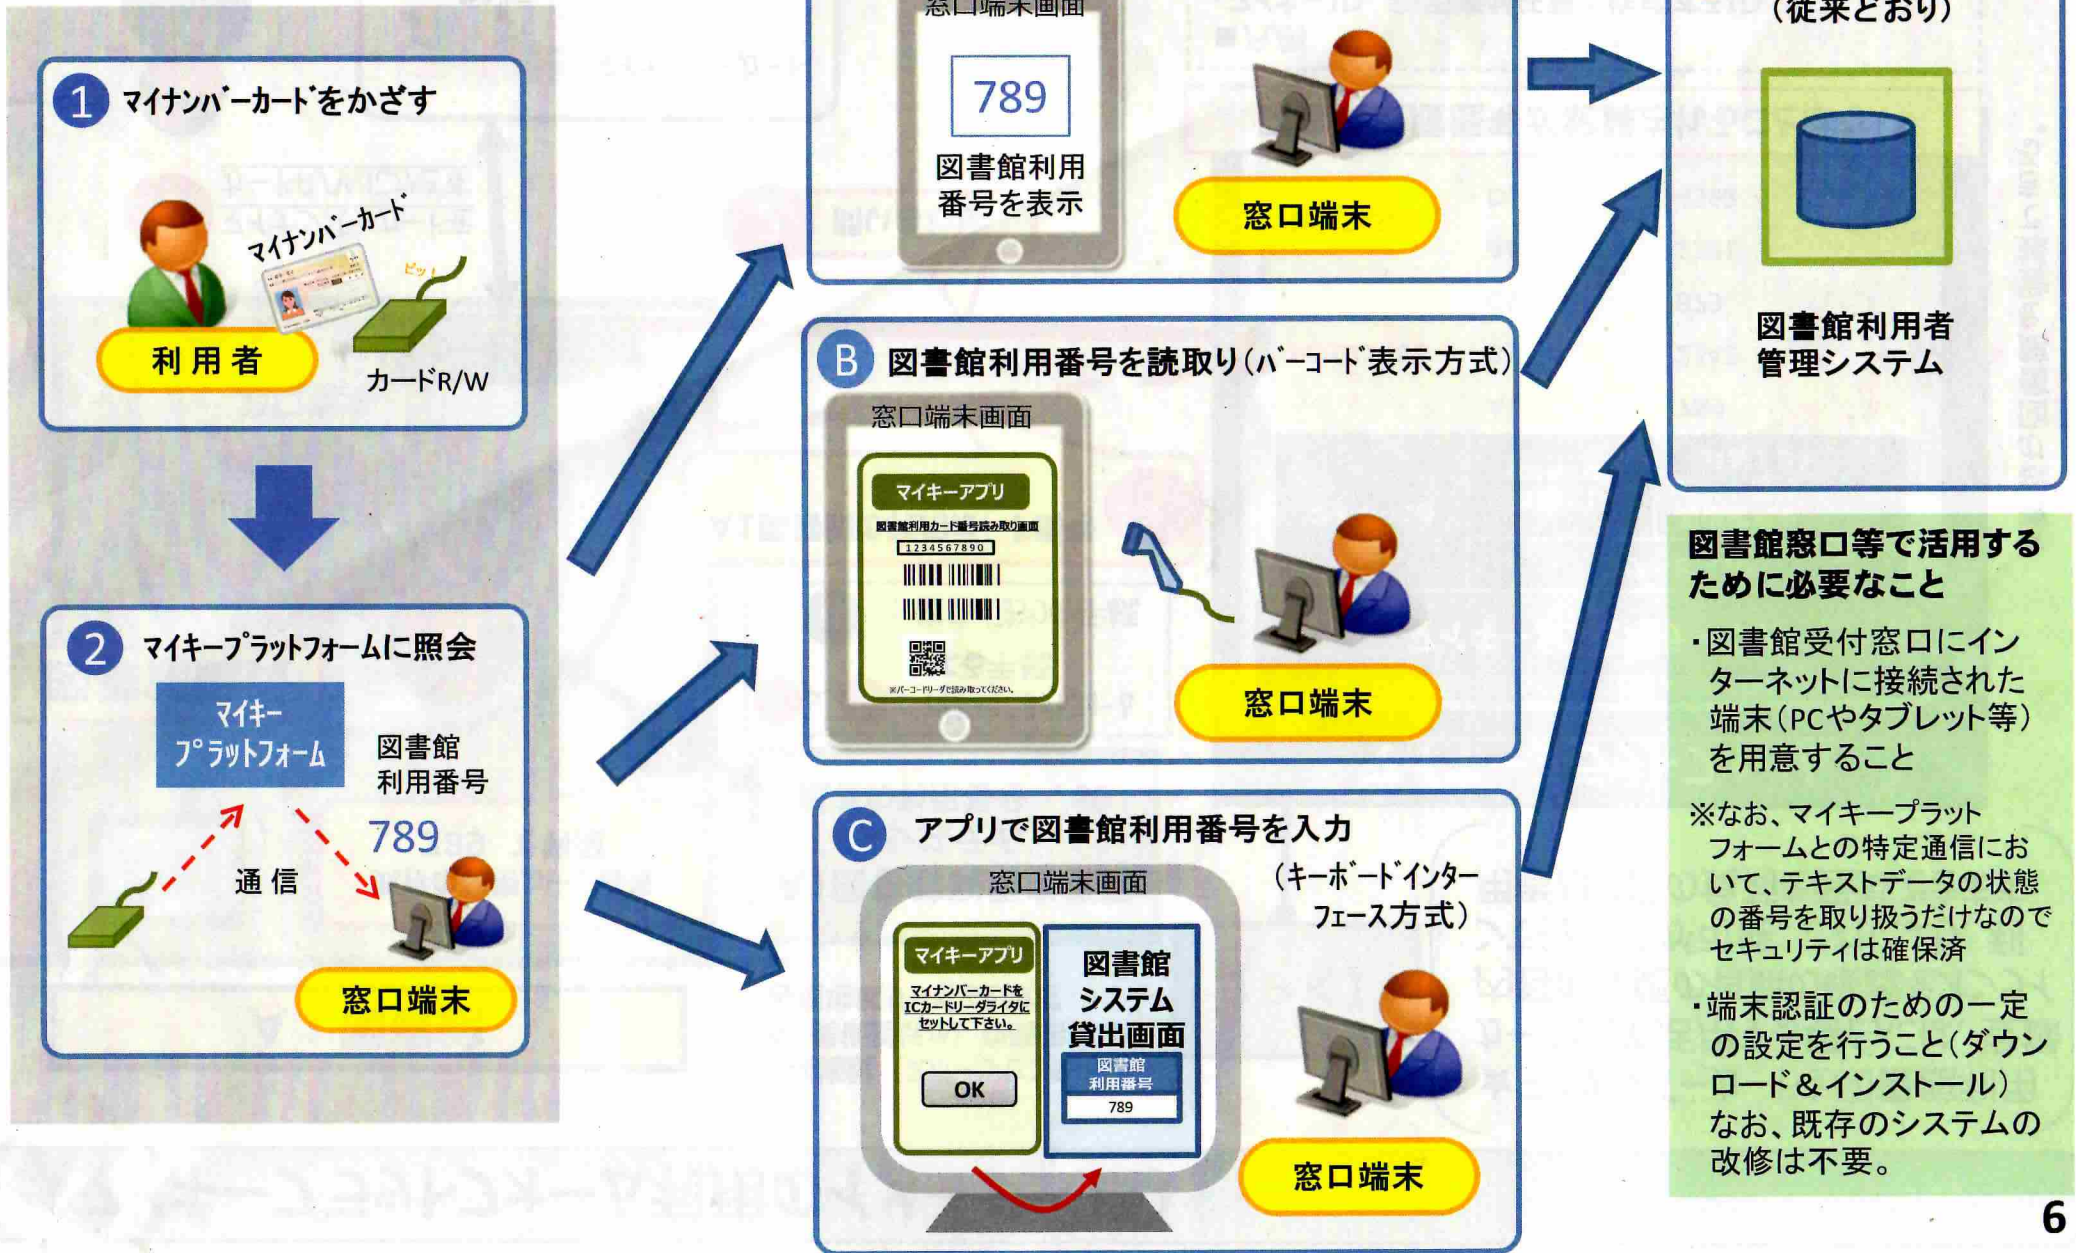 1 マイナンバーカードをかざす
マイナンバーカード
ピッ!
利用者
カードR/W
2 マイキープラットフォームに照会
マイキー
プラットフォーム
図書館
利用番号
789
通信
窓口端末
窓口端末画面
789
図書館利用
番号を表示
窓口端末
B 図書館利用番号を読取り(バーコード表示方式)
窓口端末画面
マイキーアプリ
図書館利用カード番号読み取り画面
1234567890
※バーコードリーダで読み取ってください。
窓口端末
C アプリで図書館利用番号を入力
(キーボードインター
フェース方式)
窓口端末画面
マイキーアプリ
マイナンバーカードを
ICカードリーダライタに
セットして下さい。
OK
図書館
システム
貸出画面
図書館
利用番号
789
窓口端末
(従来どおり)
図書館利用者
管理システム
図書館窓口等で活用する
ために必要なこと
・図書館受付窓口にイン
ターネットに接続された
端末(PCやタブレット等)
を用意すること
※なお、マイキープラット
フォームとの特定通信にお
いて、テキストデータの状態
の番号を取り扱うだけなので
セキュリティは確保済
・端末認証のための一定
の設定を行うこと(ダウン
ロード&インストール)
なお、既存のシステムの
改修は不要。
6